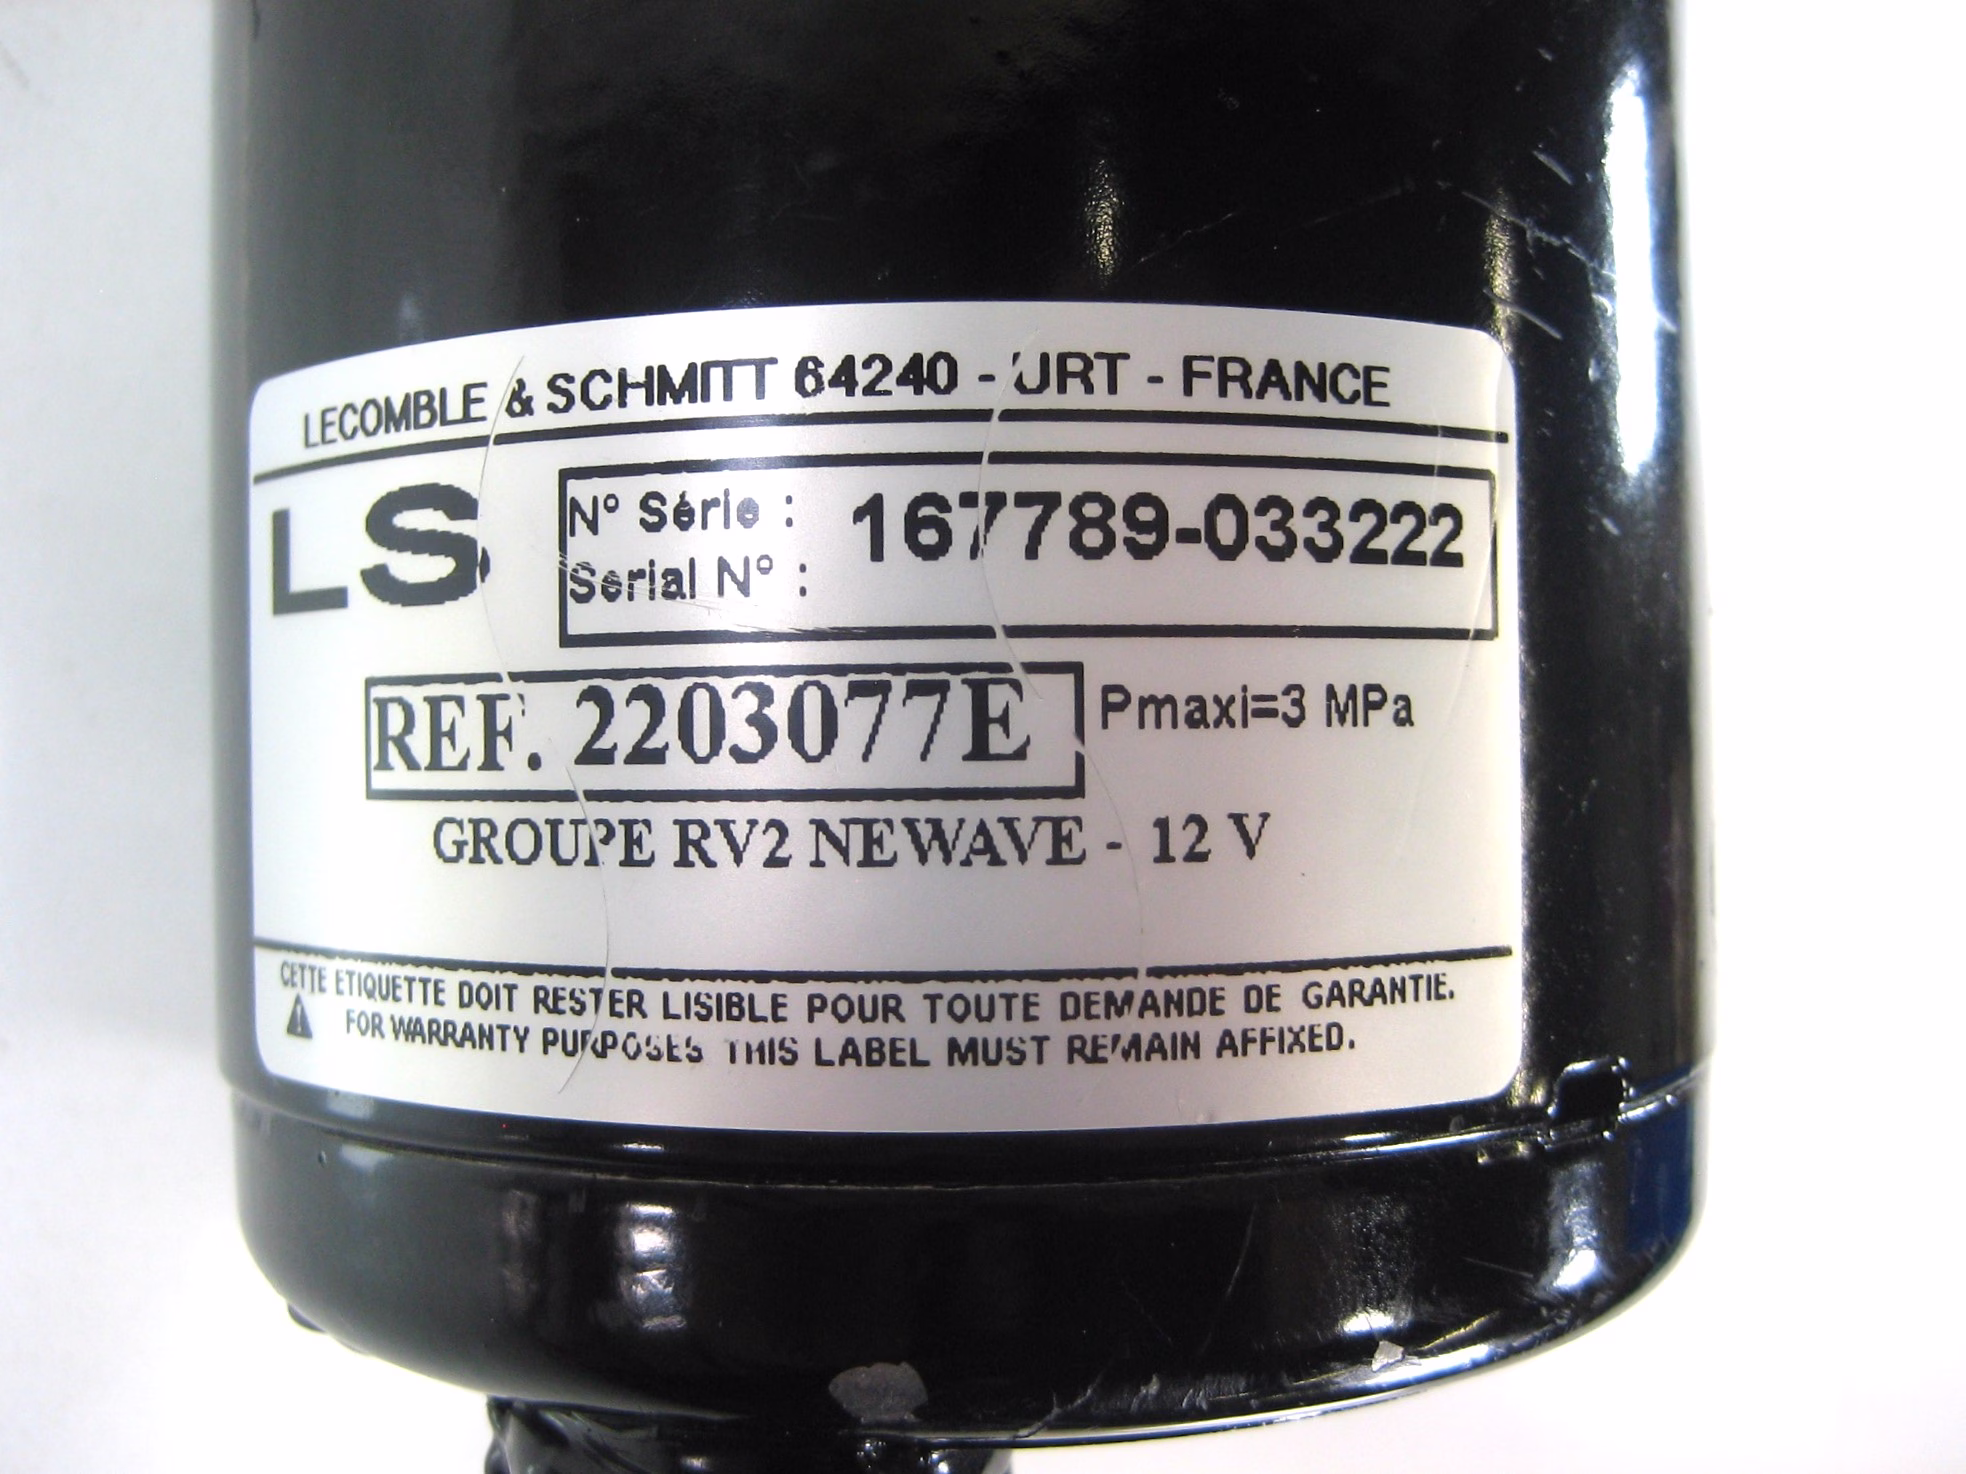 LECOMBLE & SCHMITT 64240 - URT - FRANCE
LS
N° Série : 167789-033222
Serial N° :
REF. 2203077E
Pmaxi=3 MPa
GROUPE RV2 NEWAVE - 12 V
CETTE ETIQUETTE DOIT RESTER LISIBLE POUR TOUTE DEMANDE DE GARANTIE.
FOR WARRANTY PURPOSES THIS LABEL MUST REMAIN AFFIXED.